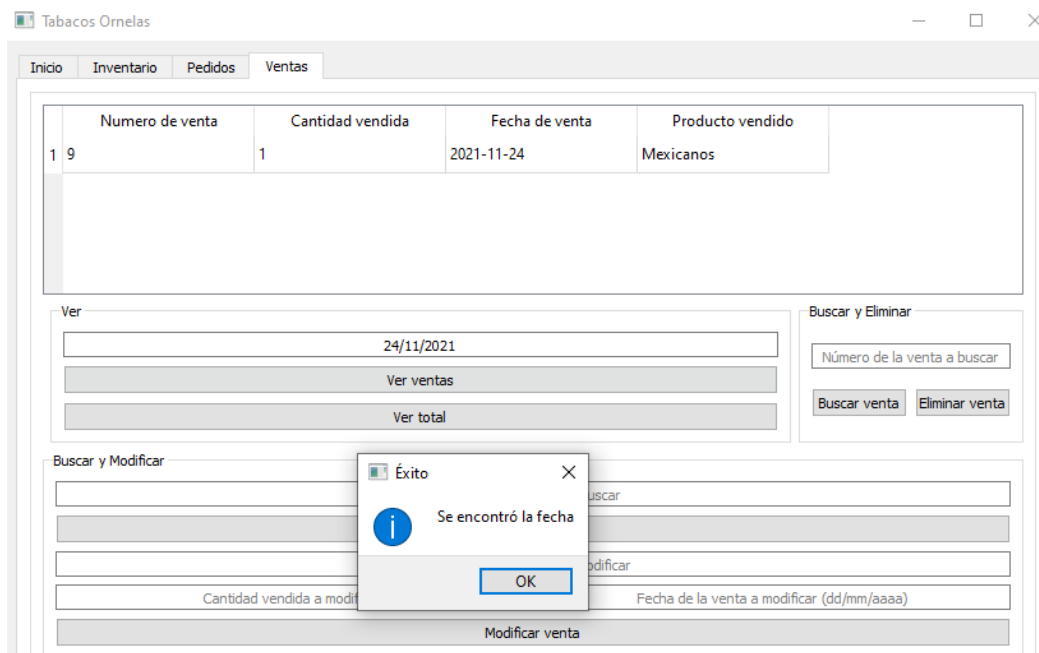 Tabacos Ornelas
Inicio Inventario Pedidos Ventas
Numero de venta Cantidad vendida Fecha de venta Producto vendido
1 9 1 2021-11-24 Mexicanos
Ver
24/11/2021
Ver ventas
Ver total
Buscar y Eliminar
Número de la venta a buscar
Buscar venta Eliminar venta
Buscar y Modificar
Éxito
Se encontró la fecha
OK
Cantidad vendida a Fecha de la venta a modificar (dd/mm/aaaa)
Modificar venta